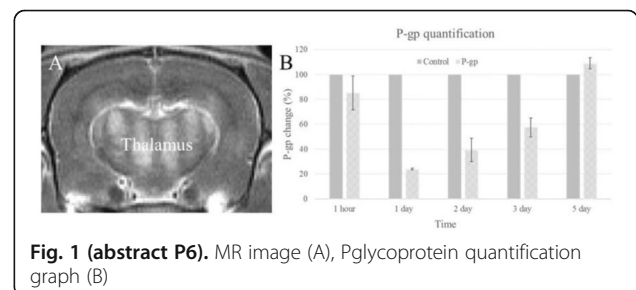 A
Thalamus
B
P-gp quantification
Control P-gp
P-gp change (%)
120
100
80
60
40
20
0
1 hour 1 day 2 day 3 day 5 day
Time
Fig. 1 (abstract P6). MR image (A), Pglycoprotein quantification
graph (B)